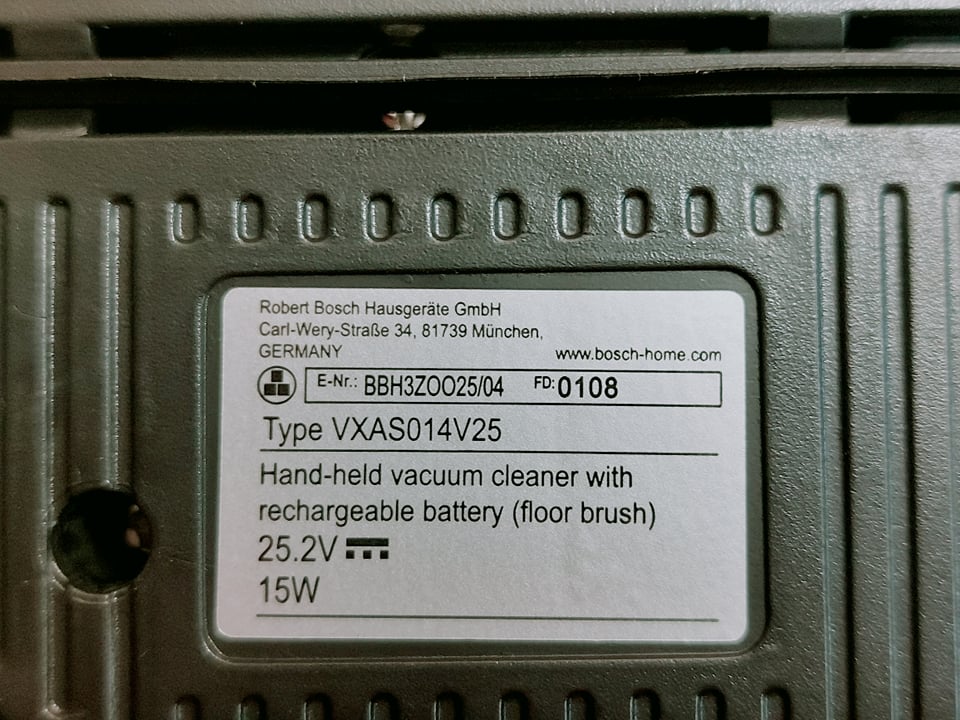 Robert Bosch Hausgeräte GmbH
Carl-Wery-Straße 34, 81739 München,
GERMANY www.bosch-home.com
E-Nr.: BBH3ZOO25/04 FD: 0108
Type VXAS014V25
Hand-held vacuum cleaner with
rechargeable battery (floor brush)
25.2V
15W